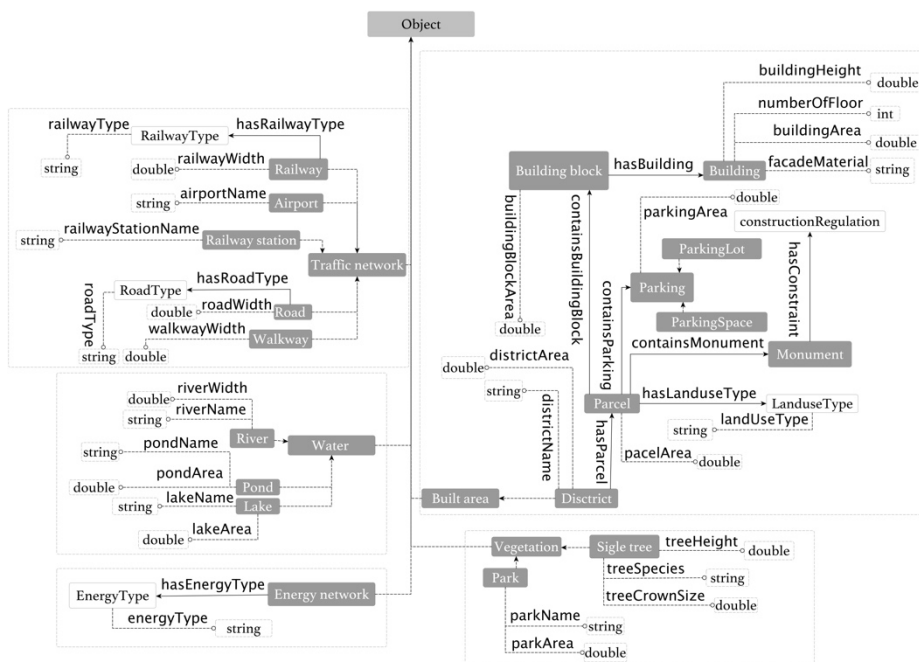 Object
railwayType
RailwayType
hasRailwayType
string
double
railwayWidth
Railway
string
airportName
Airport
string
railwayStationName
Railway station
Traffic network
hasRoadType
RoadType
roadType
double
roadWidth
Road
walkwayWidth
Walkway
string
double
buildingHeight
double
numberOfFloor
int
buildingArea
double
facadeMaterial
string
Building block
hasBuilding
Building
buildingBlockArea
double
containsBuildingBlock
parkingArea
double
constructionRegulation
ParkingLot
Parking
ParkingSpace
containsParking
hasConstraint
containsMonument
Monument
districtArea
double
string
districtName
Parcel
hasLanduseType
LanduseType
landUseType
string
hasParcel
pacelArea
double
Built area
Disctrict
riverWidth
double
riverName
string
River
Water
pondName
string
pondArea
double
Pond
lakeName
string
Lake
lakeArea
double
Vegetation
Sigle tree
treeHeight
double
treeSpecies
string
treeCrownSize
double
Park
parkName
string
parkArea
double
EnergyType
hasEnergyType
Energy network
energyType
string